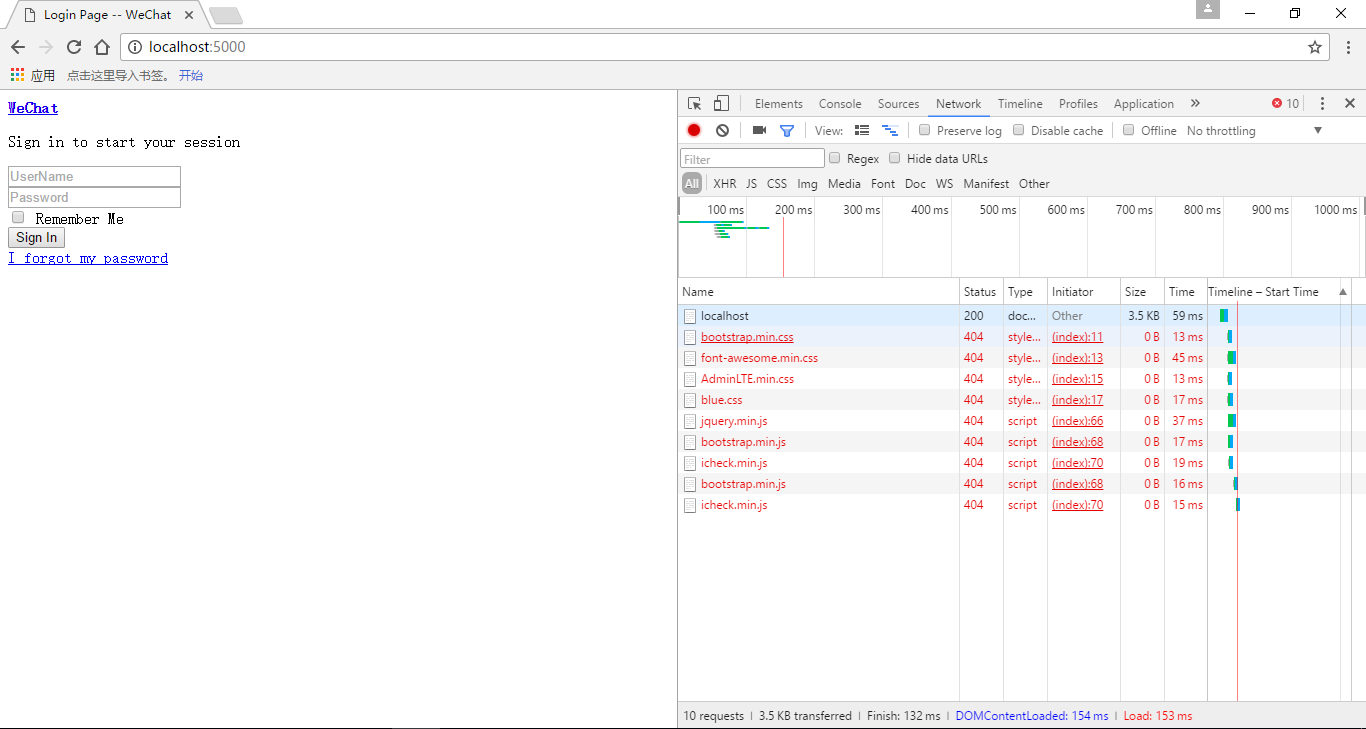 Login Page -- WeChat
localhost:5000
应用 点击这里导入书签。 开始
WeChat
Sign in to start your session
UserName
Password
Remember Me
Sign In
I forgot my password
Elements Console Sources Network Timeline Profiles Application » 10
View: Preserve log Disable cache Offline No throttling
Filter Regex Hide data URLs
All XHR JS CSS Img Media Font Doc WS Manifest Other
100 ms 200 ms 300 ms 400 ms 500 ms 600 ms 700 ms 800 ms 900 ms 1000 ms
Name Status Type Initiator Size Time Timeline – Start Time
localhost 200 doc... Other 3.5 KB 59 ms
bootstrap.min.css 404 style... (index):11 0 B 13 ms
font-awesome.min.css 404 style... (index):13 0 B 45 ms
AdminLTE.min.css 404 style... (index):15 0 B 13 ms
blue.css 404 style... (index):17 0 B 17 ms
jquery.min.js 404 script (index):66 0 B 37 ms
bootstrap.min.js 404 script (index):68 0 B 17 ms
icheck.min.js 404 script (index):70 0 B 19 ms
bootstrap.min.js 404 script (index):68 0 B 16 ms
icheck.min.js 404 script (index):70 0 B 15 ms
10 requests | 3.5 KB transferred | Finish: 132 ms | DOMContentLoaded: 154 ms | Load: 153 ms